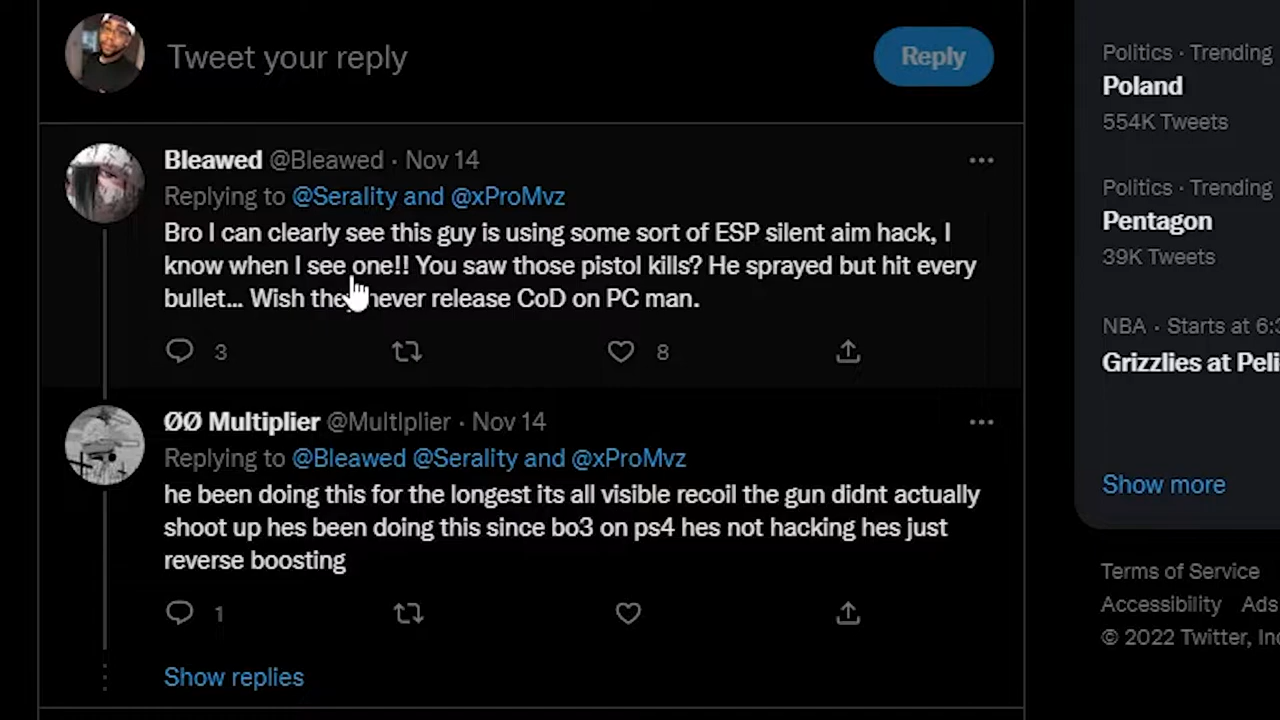 Tweet your reply
Reply
Bleawed @Bleawed · Nov 14
Replying to @Serality and @xProMvz
Bro I can clearly see this guy is using some sort of ESP silent aim hack, I
know when I see one!! You saw those pistol kills? He sprayed but hit every
bullet... Wish they never release CoD on PC man.
3
8
ØØ Multiplier @MultIplier · Nov 14
Replying to @Bleawed @Serality and @xProMvz
he been doing this for the longest its all visible recoil the gun didnt actually
shoot up hes been doing this since bo3 on ps4 hes not hacking hes just
reverse boosting
1
Show replies
Politics · Trending
Poland
554K Tweets
Politics · Trending
Pentagon
39K Tweets
NBA · Starts at 6:3
Grizzlies at Peli
Show more
Terms of Service
Accessibility Ads
© 2022 Twitter, Inc